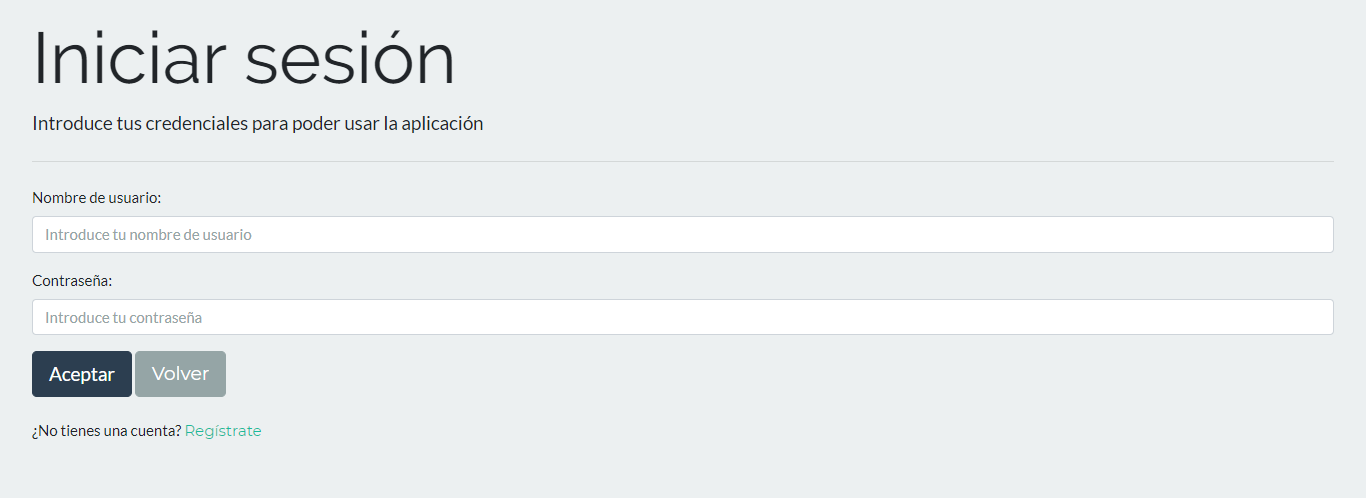 Iniciar sesión
Introduce tus credenciales para poder usar la aplicación
Nombre de usuario:
Introduce tu nombre de usuario
Contraseña:
Introduce tu contraseña
Aceptar Volver
¿No tienes una cuenta? Regístrate